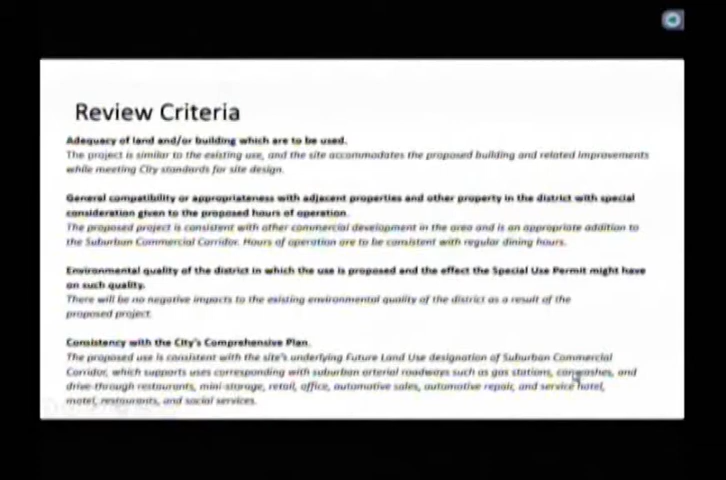 Review Criteria
Adequacy of land and/or building which are to be used.
The project is similar to the existing use, and the site accommodates the proposed building and related improvements
while meeting City standards for site design.
General compatibility or appropriateness with adjacent properties and other property in the district with special
consideration given to the proposed hours of operation.
The proposed project is consistent with other commercial development in the area and is an appropriate addition to
the Suburban Commercial Corridor. Hours of operation are to be consistent with regular dining hours.
Environmental quality of the district in which the use is proposed and the effect the Special Use Permit might have
on such quality.
There will be no negative impacts to the existing environmental quality of the district as a result of the
proposed project.
Consistency with the City's Comprehensive Plan.
The proposed use is consistent with the site's underlying Future Land Use designation of Suburban Commercial
Corridor, which supports uses corresponding with suburban arterial roadways such as gas stations, carwashes, and
drive-through restaurants, mini-storage, retail, office, automotive sales, automotive repair, and service hotel,
motel, restaurants, and social services.